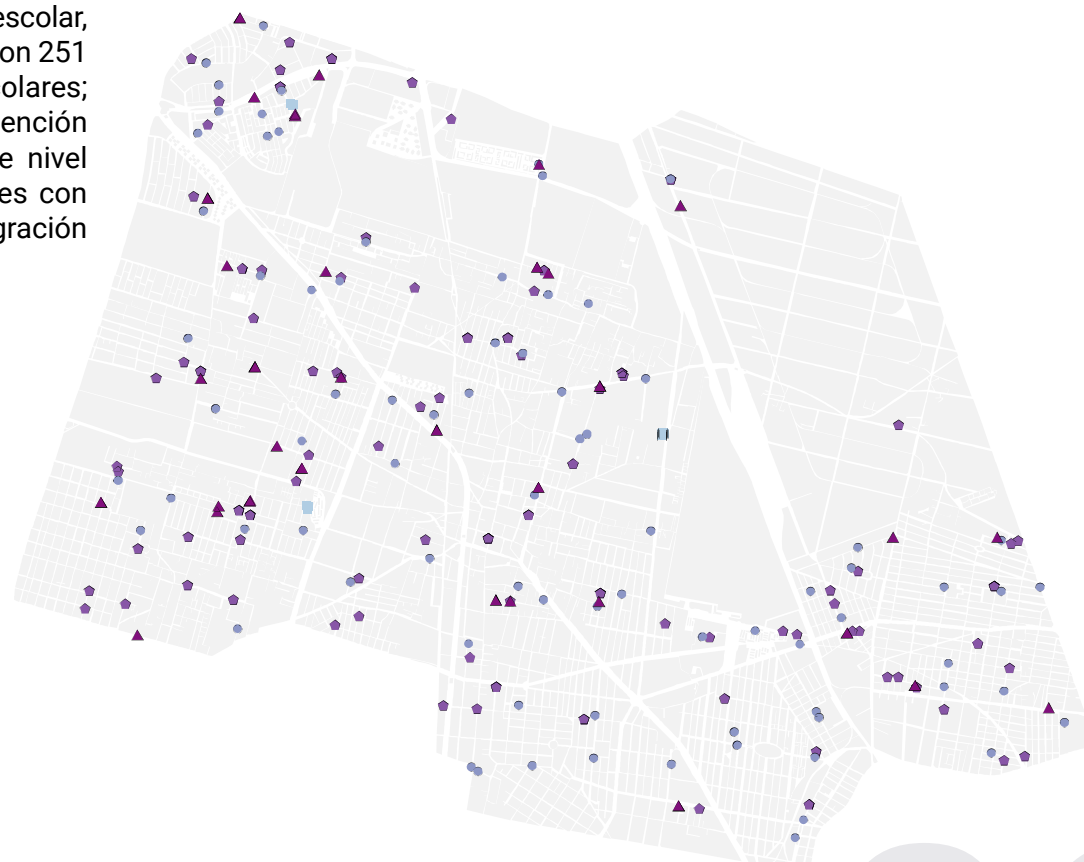 escolar,
on 251
olares;
ención
e nivel
es con
gración